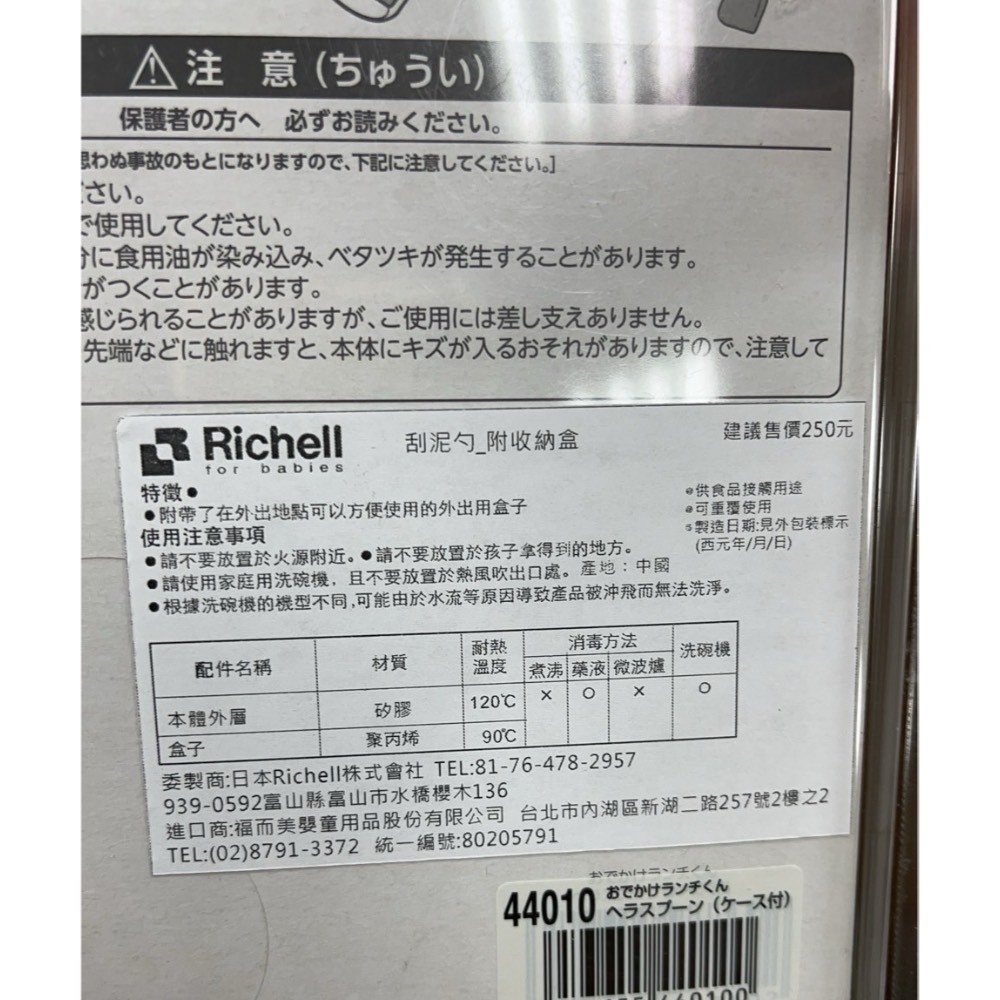 ⚠注 意(ちゅうい)
保護者の方へ 必ずお読みください。
思わぬ事故のもとになりますので、下記に注意してください。]
さい。
で使用してください。
に食用油が染み込み、ベタツキが発生することがあります。
がつくことがあります。
感じられることがありますが、ご使用には差し支えありません。
先端などに触れますと、本体にキズが入るおそれがありますので、注意して
Richell 刮泥勺_附收納盒 建議售價250元
for babies
特徵●
●附帶了在外出地點可以方便使用的外出用盒子
使用注意事項
●請不要放置於火源附近。●請不要放置於孩子拿得到的地方。
●請使用家庭用洗碗機，且不要放置於熱風吹出口處。產地：中國
●根據洗碗機的機型不同,可能由於水流等原因導致產品被沖飛而無法洗淨。
●供食品接觸用途
●可重覆使用
●製造日期:見外包裝標示
(西元年/月/日)
配件名稱 材質 耐熱溫度 消毒方法 洗碗機
煮沸 藥液 微波爐
本體外層 矽膠 120℃ × ○ × ○
盒子 聚丙烯 90℃
委製商:日本Richell株式會社 TEL:81-76-478-2957
939-0592富山縣富山市水橋櫻木136
進口商:福而美嬰童用品股份有限公司 台北市內湖區新湖二路257號2樓之2
TEL:(02)8791-3372 統一編號:80205791
おでかけランチくん
44010 おでかけランチくん
ヘラスプーン(ケース付)